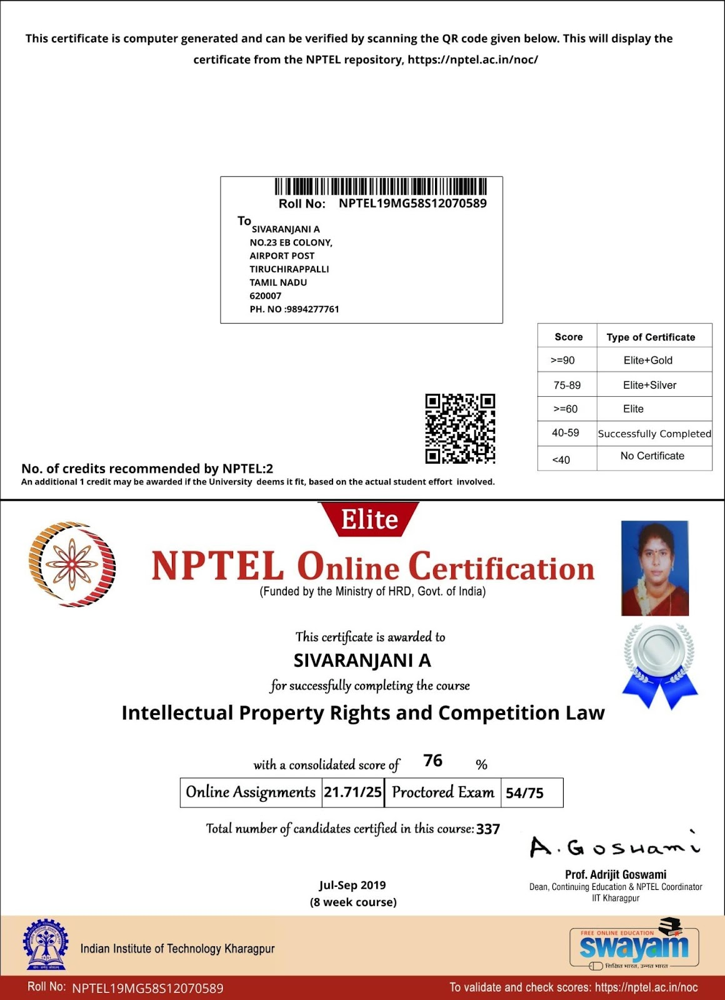 This certificate is computer generated and can be verified by scanning the QR code given below. This will display the
certificate from the NPTEL repository, https://nptel.ac.in/noc/
Roll No: NPTEL19MG58S12070589
To
SIVARANJANI A
NO.23 EB COLONY,
AIRPORT POST
TIRUCHIRAPPALLI
TAMIL NADU
620007
PH. NO :9894277761
Score Type of Certificate
>=90 Elite+Gold
75-89 Elite+Silver
>=60 Elite
40-59 Successfully Completed
<40 No Certificate
No. of credits recommended by NPTEL:2
An additional 1 credit may be awarded if the University deems it fit, based on the actual student effort involved.
Elite
NPTEL Online Certification
(Funded by the Ministry of HRD, Govt. of India)
This certificate is awarded to
SIVARANJANI A
for successfully completing the course
Intellectual Property Rights and Competition Law
with a consolidated score of 76 %
Online Assignments 21.71/25 Proctored Exam 54/75
Total number of candidates certified in this course: 337
A. Goswami
Prof. Adrijit Goswami
Dean, Continuing Education & NPTEL Coordinator
IIT Kharagpur
Jul-Sep 2019
(8 week course)
Indian Institute of Technology Kharagpur
FREE ONLINE EDUCATION
swayam
शिक्षित भारत, उन्नत भारत
Roll No: NPTEL19MG58S12070589
To validate and check scores: https://nptel.ac.in/noc